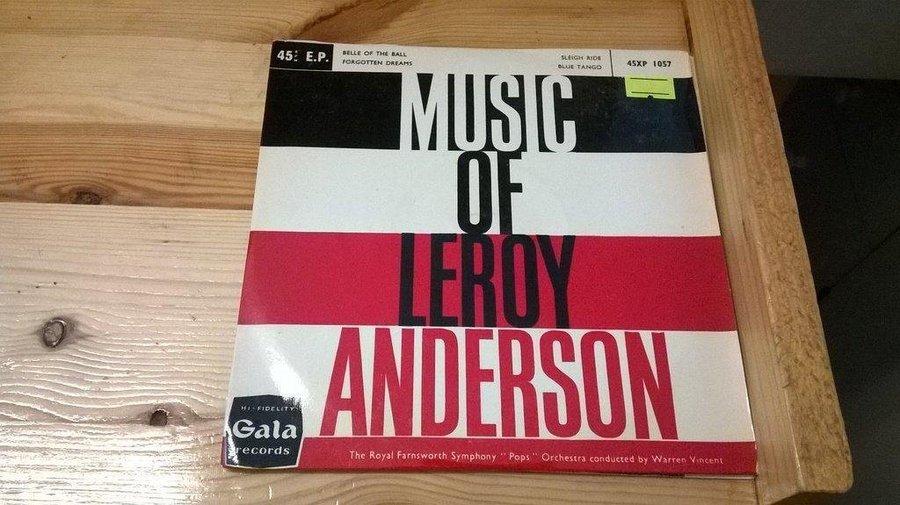 45: E.P.
BELLE OF THE BALL
FORGOTTEN DREAMS
SLEIGH RIDE
BLUE TANGO
45XP 1057
MUSIC
OF
LEROY
ANDERSON
HI-FIDELITY
Gala
records
The Royal Farnsworth Symphony "Pops" Orchestra conducted by Warren Vincent